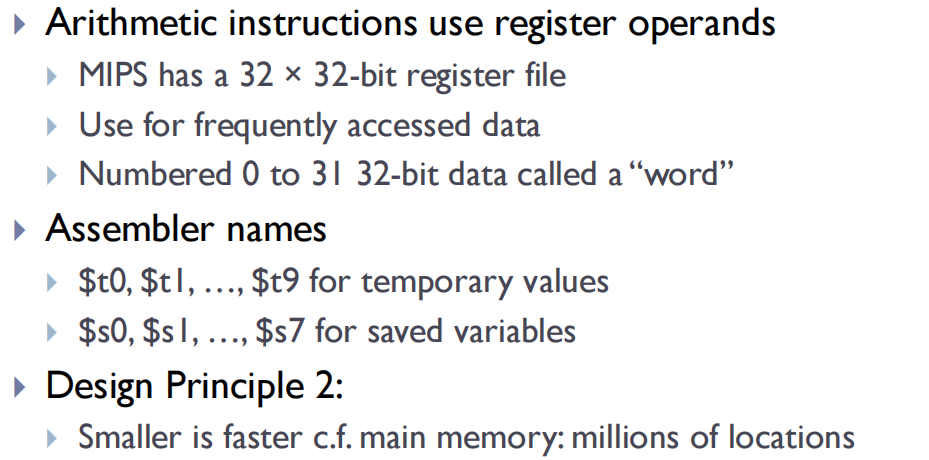 Arithmetic instructions use register operands
MIPS has a 32 × 32-bit register file
Use for frequently accessed data
Numbered 0 to 31 32-bit data called a “word”
Assembler names
$t0, $t1, …, $t9 for temporary values
$s0, $s1, …, $s7 for saved variables
Design Principle 2:
Smaller is faster c.f. main memory: millions of locations